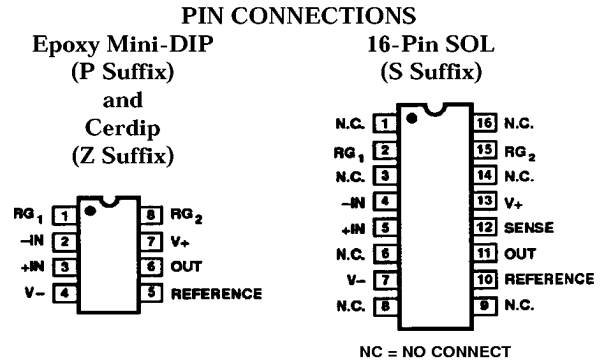 PIN CONNECTIONS
Epoxy Mini-DIP
(P Suffix)
and
Cerdip
(Z Suffix)
RG1 1 8 RG2
–IN 2 7 V+
+IN 3 6 OUT
V– 4 5 REFERENCE
16-Pin SOL
(S Suffix)
N.C. 1 16 N.C.
RG1 2 15 RG2
N.C. 3 14 N.C.
–IN 4 13 V+
+IN 5 12 SENSE
N.C. 6 11 OUT
V– 7 10 REFERENCE
N.C. 8 9 N.C.
NC = NO CONNECT